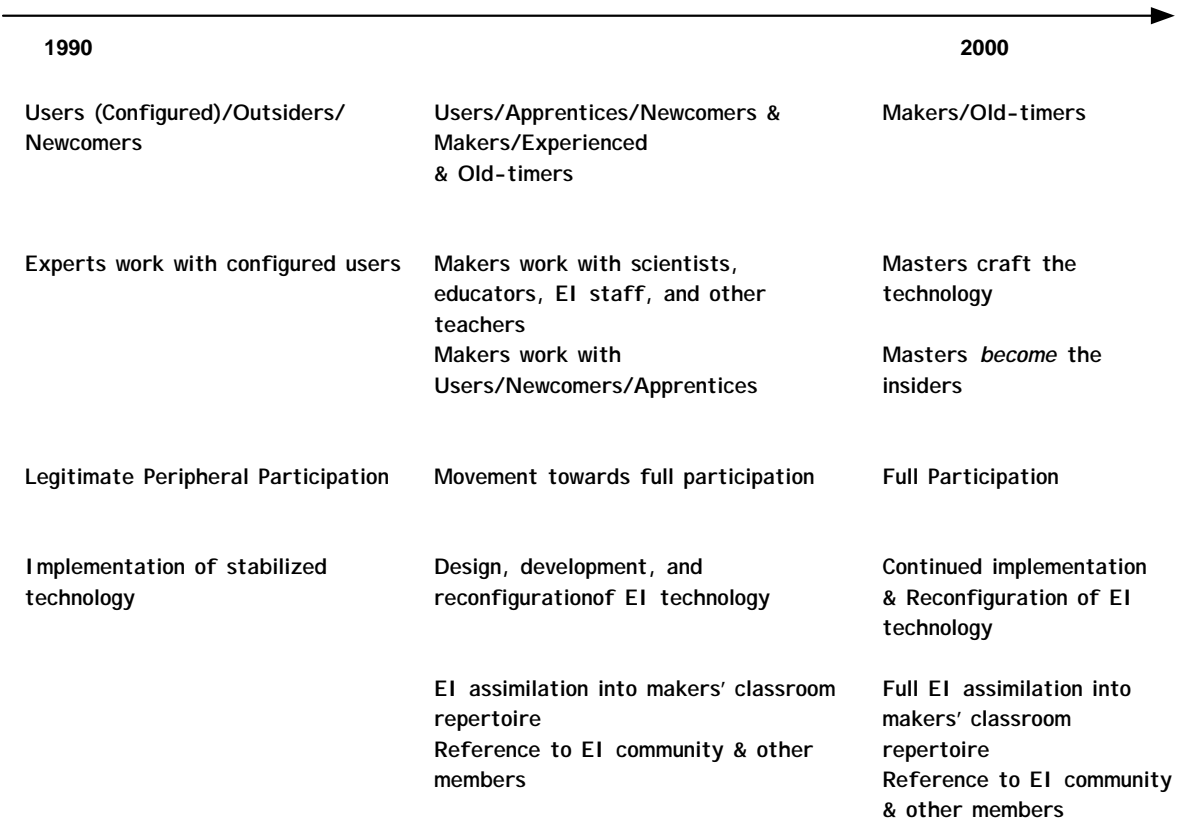 1990
2000
Users (Configured)/Outsiders/
Newcomers
Users/Apprentices/Newcomers &
Makers/Experienced
& Old-timers
Makers/Old-timers
Experts work with configured users
Makers work with scientists,
educators, EI staff, and other
teachers
Makers work with
Users/Newcomers/Apprentices
Masters craft the
technology
Masters become the
insiders
Legitimate Peripheral Participation
Movement towards full participation
Full Participation
Implementation of stabilized
technology
Design, development, and
reconfigurationof EI technology
Continued implementation
& Reconfiguration of EI
technology
EI assimilation into makers’ classroom
repertoire
Reference to EI community & other
members
Full EI assimilation into
makers’ classroom
repertoire
Reference to EI community
& other members